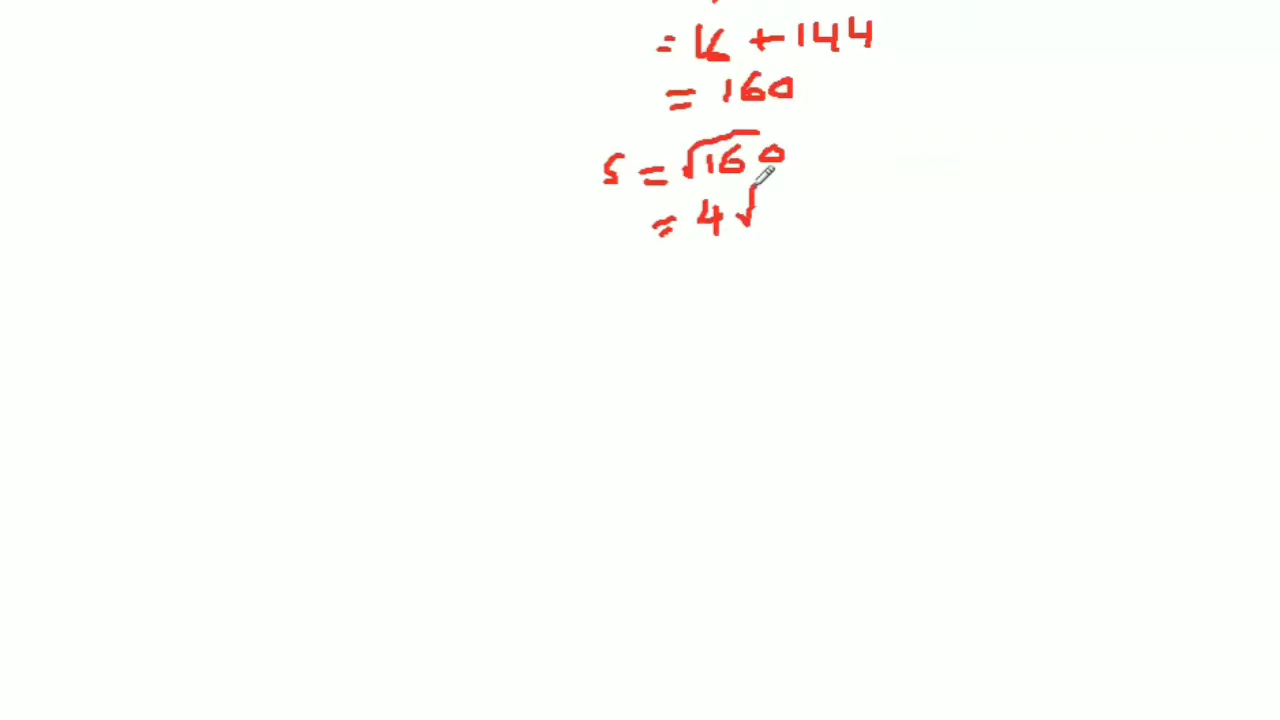 = 16 + 144
= 160
s = √160
= 4√